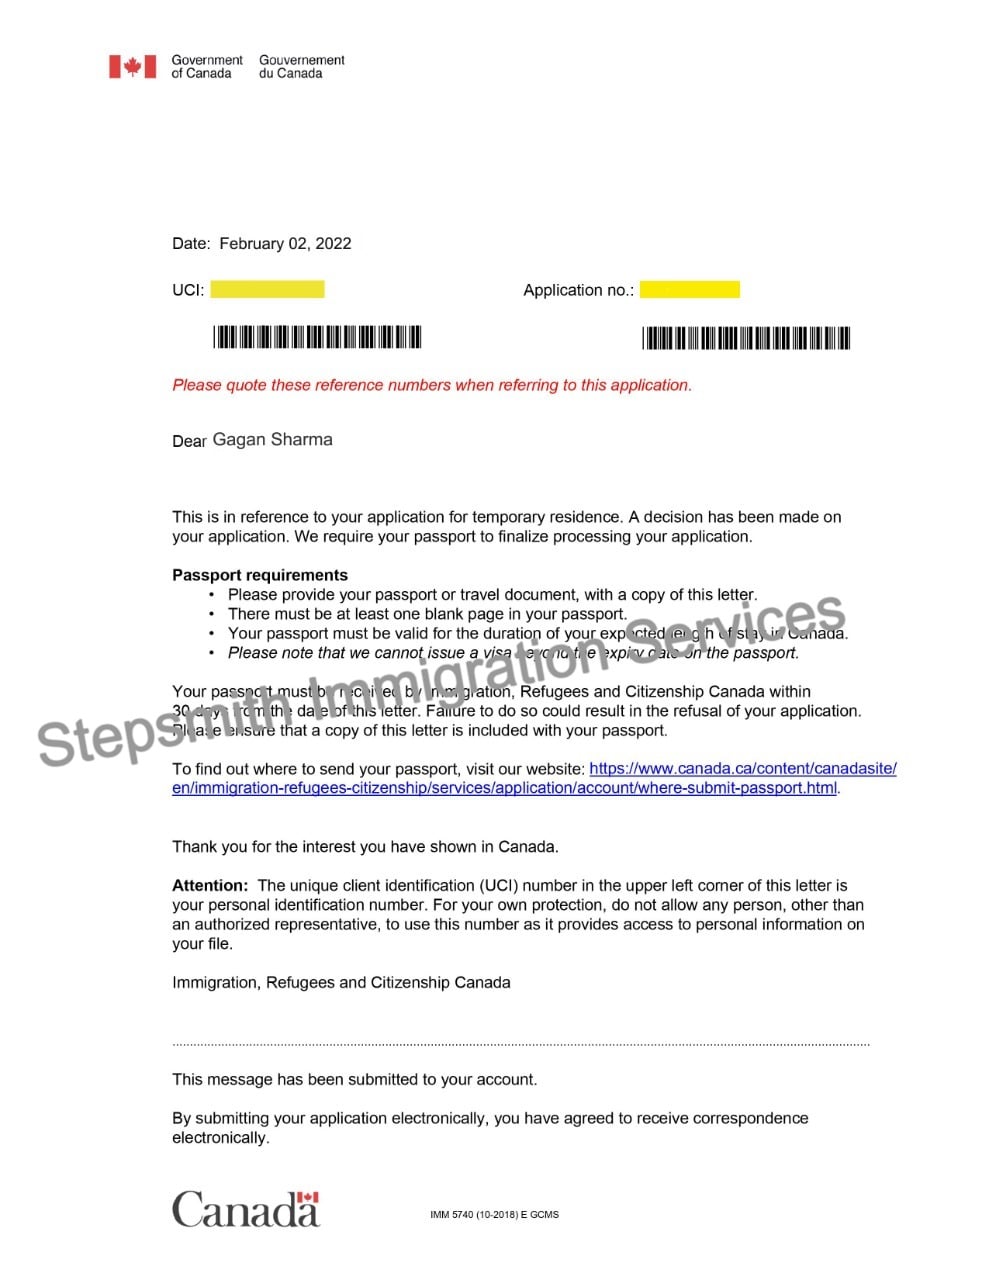 Government of Canada
Gouvernement du Canada
Date: February 02, 2022
UCI:
Application no.:
Please quote these reference numbers when referring to this application.
Dear Gagan Sharma
This is in reference to your application for temporary residence. A decision has been made on
your application. We require your passport to finalize processing your application.
Passport requirements
• Please provide your passport or travel document, with a copy of this letter.
• There must be at least one blank page in your passport.
• Your passport must be valid for the duration of your expected length of stay in Canada.
• Please note that we cannot issue a visa beyond the expiry date on the passport.
Stepsmith Immigration Services
Your passport must be received by Immigration, Refugees and Citizenship Canada within
30 days from the date of this letter. Failure to do so could result in the refusal of your application.
Please ensure that a copy of this letter is included with your passport.
To find out where to send your passport, visit our website: https://www.canada.ca/content/canadasite/
en/immigration-refugees-citizenship/services/application/account/where-submit-passport.html.
Thank you for the interest you have shown in Canada.
Attention: The unique client identification (UCI) number in the upper left corner of this letter is
your personal identification number. For your own protection, do not allow any person, other than
an authorized representative, to use this number as it provides access to personal information on
your file.
Immigration, Refugees and Citizenship Canada
This message has been submitted to your account.
By submitting your application electronically, you have agreed to receive correspondence
electronically.
Canada
IMM 5740 (10-2018) E GCMS